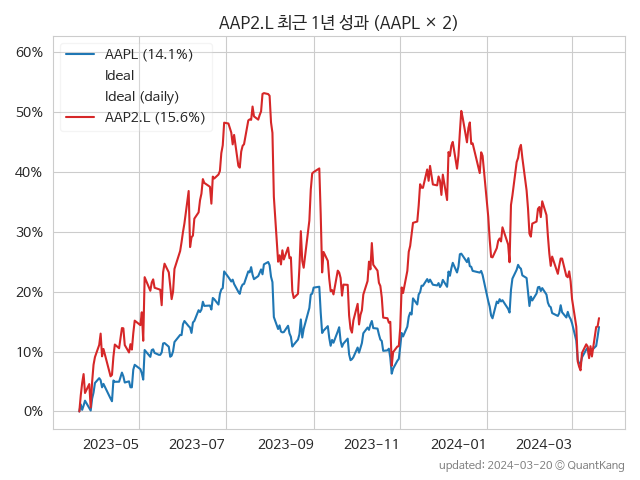 AAP2.L 최근 1년 성과 (AAPL × 2)
60%
50%
40%
30%
20%
10%
0%
AAPL (14.1%)
Ideal
Ideal (daily)
AAP2.L (15.6%)
2023-05
2023-07
2023-09
2023-11
2024-01
2024-03
updated: 2024-03-20 © QuantKang